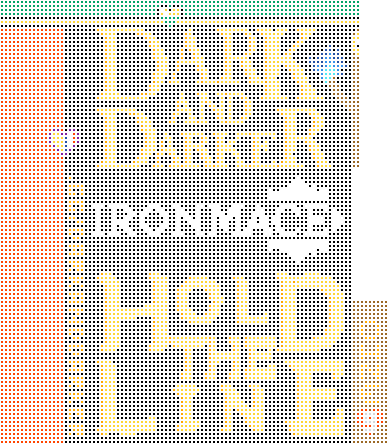 DARK
AND
DARKER
IRONMACE
HOLD
THE
LINE